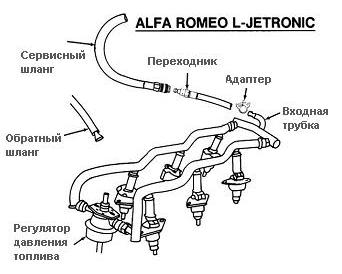 ALFA ROMEO L-JETRONIC
Сервисный
шланг
Переходник
Адаптер
Входная
трубка
Обратный
шланг
Регулятор
давления
топлива